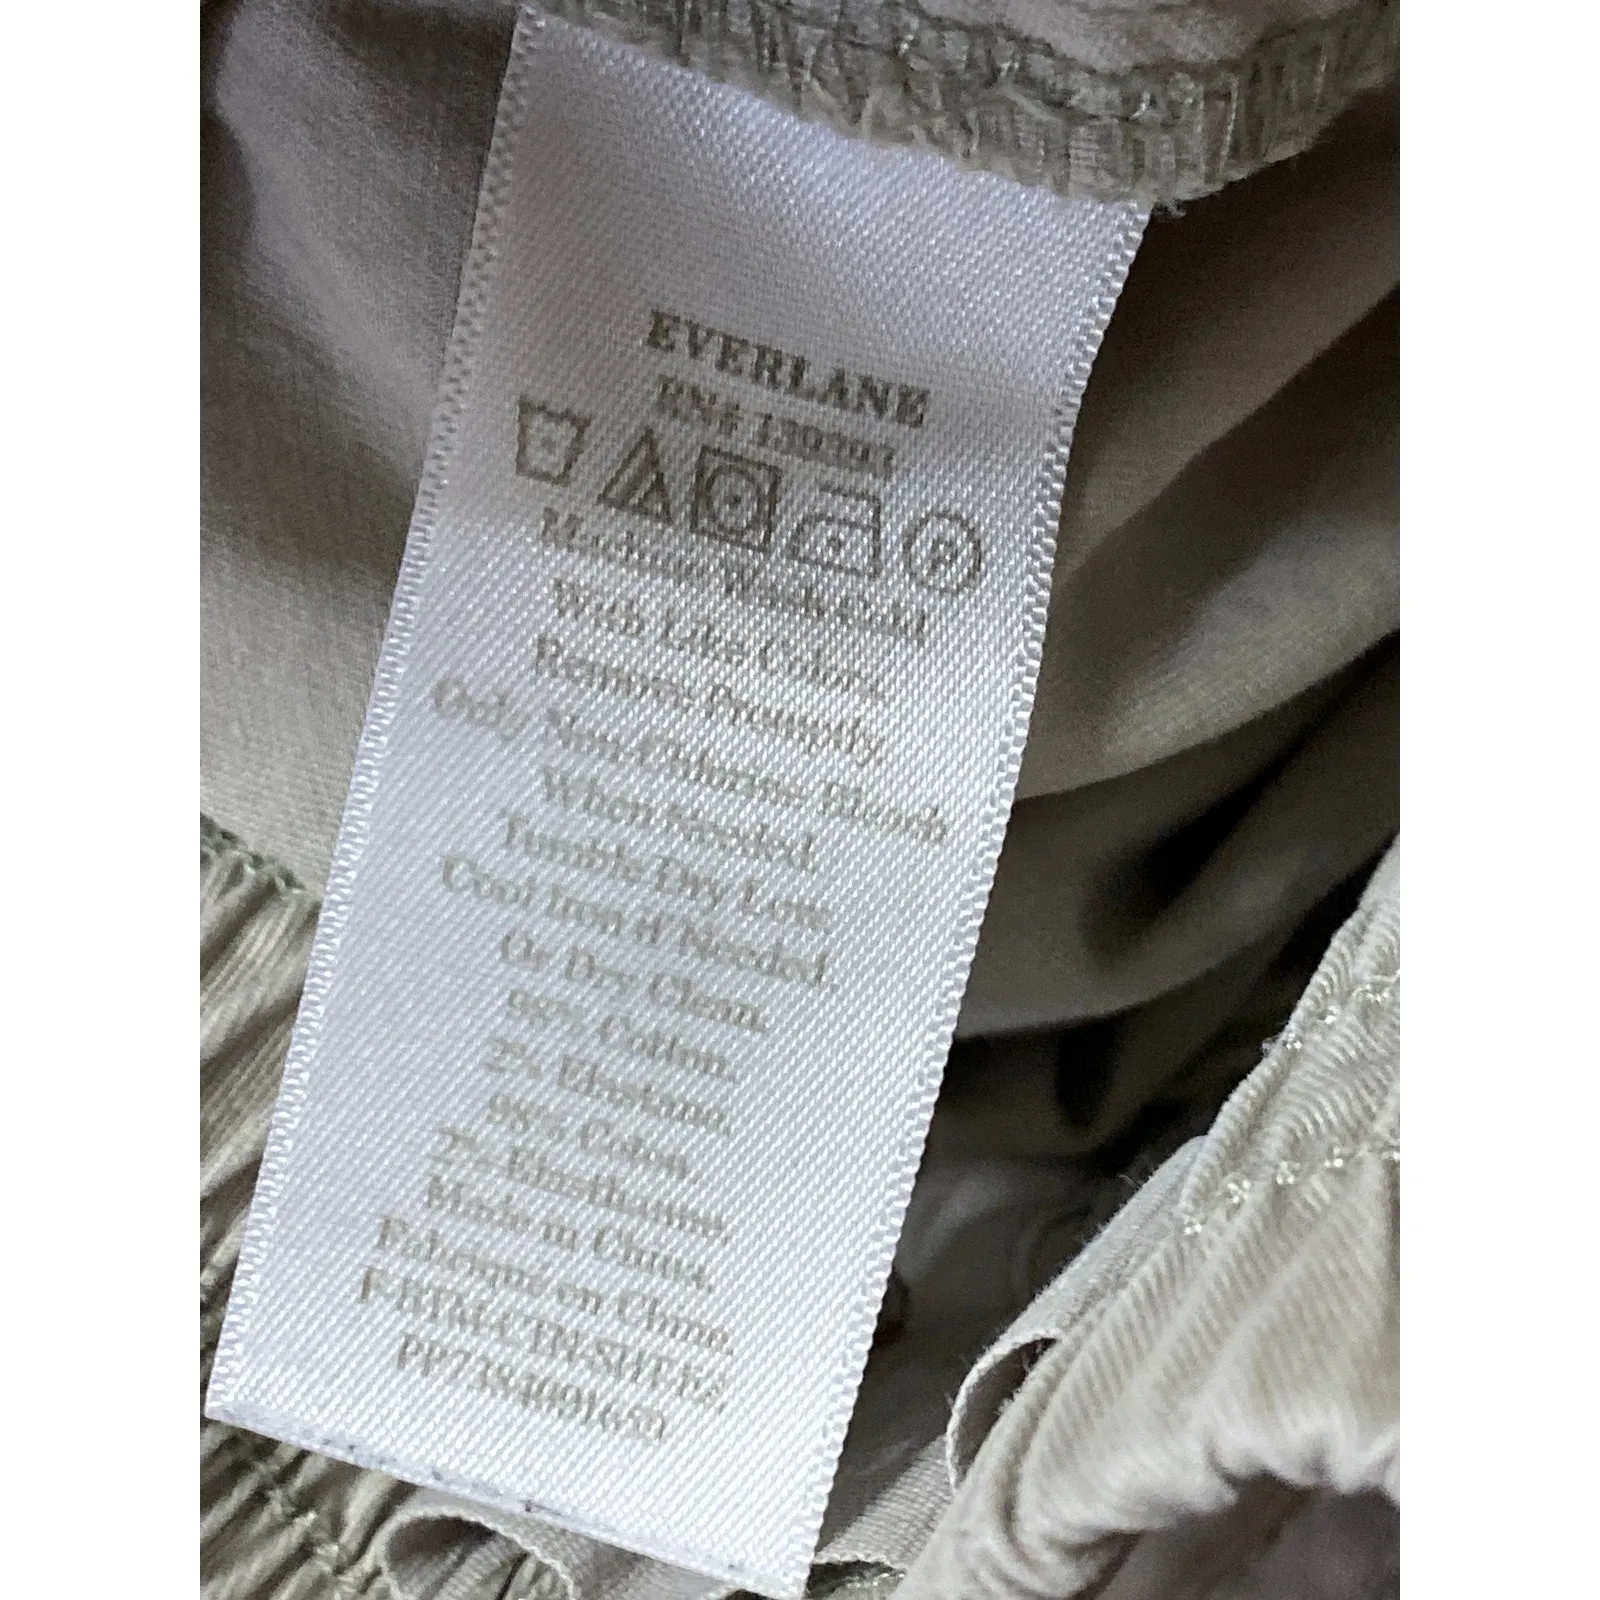 EVERLANE
RN#
Machine Wash Cold
With Like Colors.
Remove Promptly.
Only Non-Chlorine Bleach
When Needed.
Tumble Dry Low.
Cool Iron if Needed.
Or Dry Clean.
98% Cotton.
2% Elastane.
98% Coton.
2% Élasthanne.
Made in China.
Fabriqué en Chine.